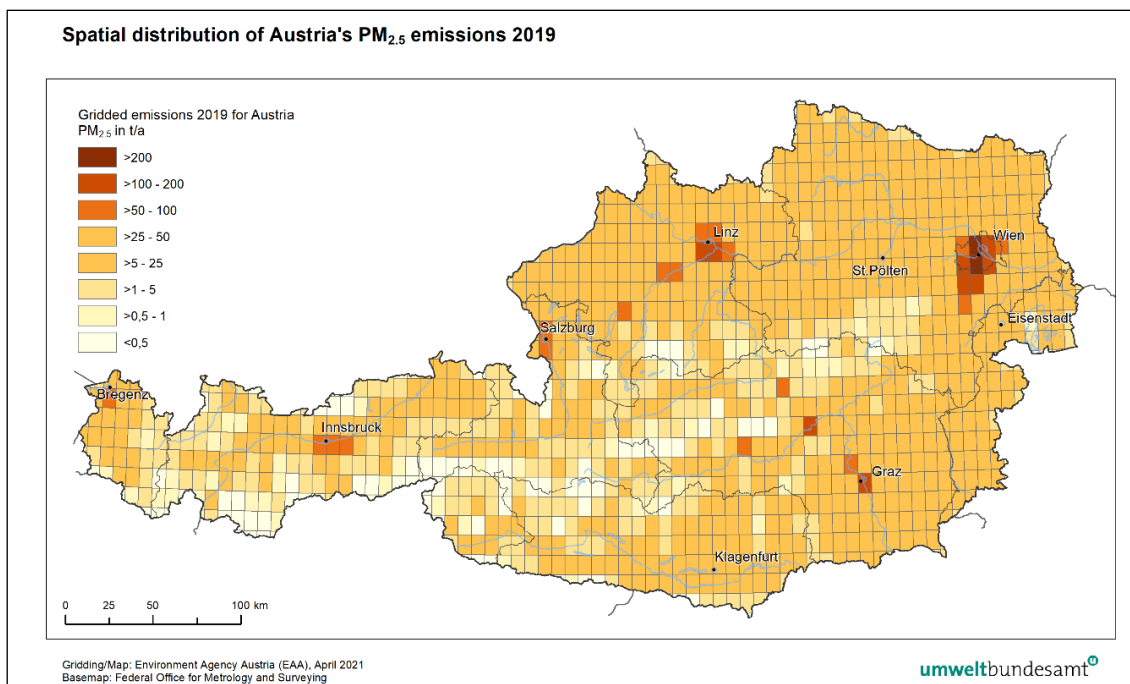 Spatial distribution of Austria's PM2.5 emissions 2019
Gridded emissions 2019 for Austria
PM2.5 in t/a
>200
>100 - 200
>50 - 100
>25 - 50
>5 - 25
>1 - 5
>0,5 - 1
<0,5
Linz
Wien
St.Pölten
Eisenstadt
Salzburg
Bregenz
Innsbruck
Graz
Klagenfurt
0 25 50 100 km
Gridding/Map: Environment Agency Austria (EAA), April 2021
Basemap: Federal Office for Metrology and Surveying
umweltbundesamt u